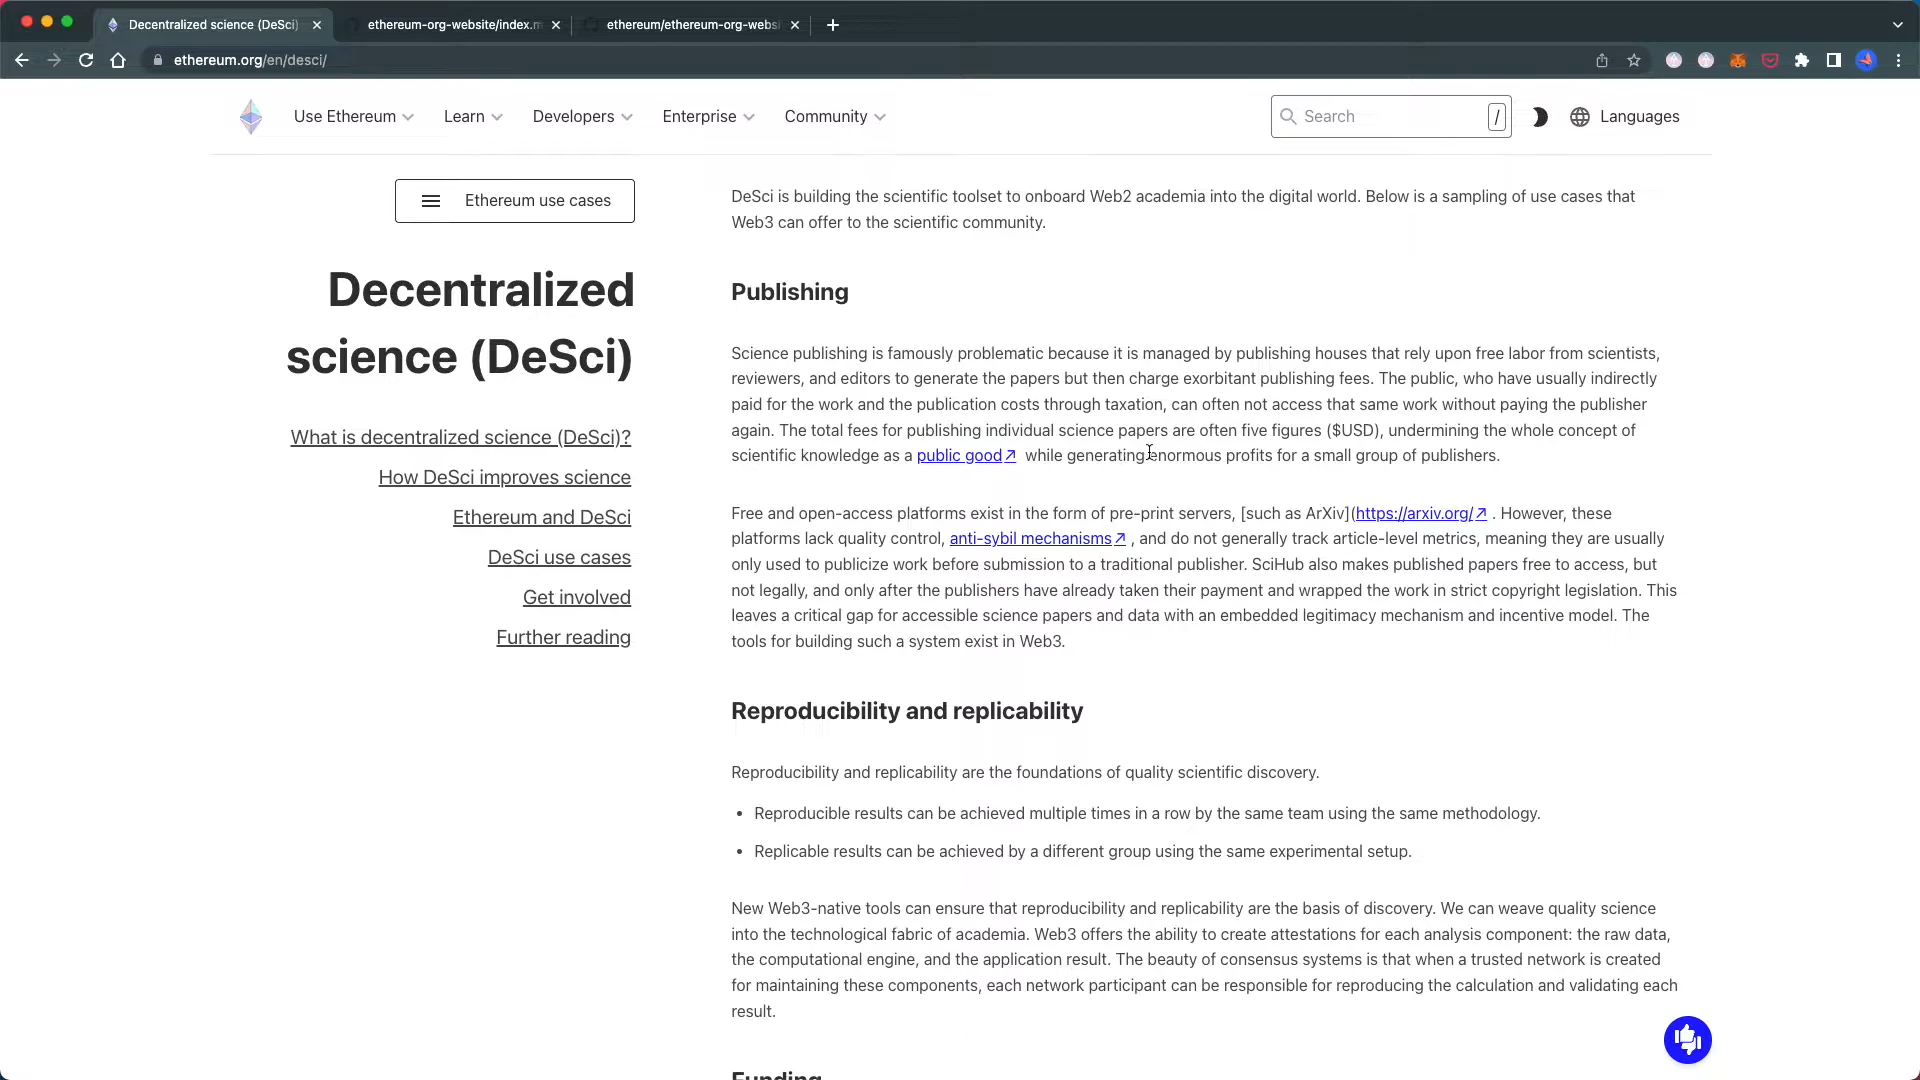 Decentralized science (DeSci)
ethereum-org-website/index.m
ethereum/ethereum-org-websi
ethereum.org/en/desci/
Use Ethereum
Learn
Developers
Enterprise
Community
Search
/
Languages
Ethereum use cases
Decentralized
science (DeSci)
What is decentralized science (DeSci)?
How DeSci improves science
Ethereum and DeSci
DeSci use cases
Get involved
Further reading
DeSci is building the scientific toolset to onboard Web2 academia into the digital world. Below is a sampling of use cases that
Web3 can offer to the scientific community.
Publishing
Science publishing is famously problematic because it is managed by publishing houses that rely upon free labor from scientists,
reviewers, and editors to generate the papers but then charge exorbitant publishing fees. The public, who have usually indirectly
paid for the work and the publication costs through taxation, can often not access that same work without paying the publisher
again. The total fees for publishing individual science papers are often five figures ($USD), undermining the whole concept of
scientific knowledge as a public good while generating enormous profits for a small group of publishers.
Free and open-access platforms exist in the form of pre-print servers, [such as ArXiv](https://arxiv.org/ . However, these
platforms lack quality control, anti-sybil mechanisms , and do not generally track article-level metrics, meaning they are usually
only used to publicize work before submission to a traditional publisher. SciHub also makes published papers free to access, but
not legally, and only after the publishers have already taken their payment and wrapped the work in strict copyright legislation. This
leaves a critical gap for accessible science papers and data with an embedded legitimacy mechanism and incentive model. The
tools for building such a system exist in Web3.
Reproducibility and replicability
Reproducibility and replicability are the foundations of quality scientific discovery.
• Reproducible results can be achieved multiple times in a row by the same team using the same methodology.
• Replicable results can be achieved by a different group using the same experimental setup.
New Web3-native tools can ensure that reproducibility and replicability are the basis of discovery. We can weave quality science
into the technological fabric of academia. Web3 offers the ability to create attestations for each analysis component: the raw data,
the computational engine, and the application result. The beauty of consensus systems is that when a trusted network is created
for maintaining these components, each network participant can be responsible for reproducing the calculation and validating each
result.
Funding